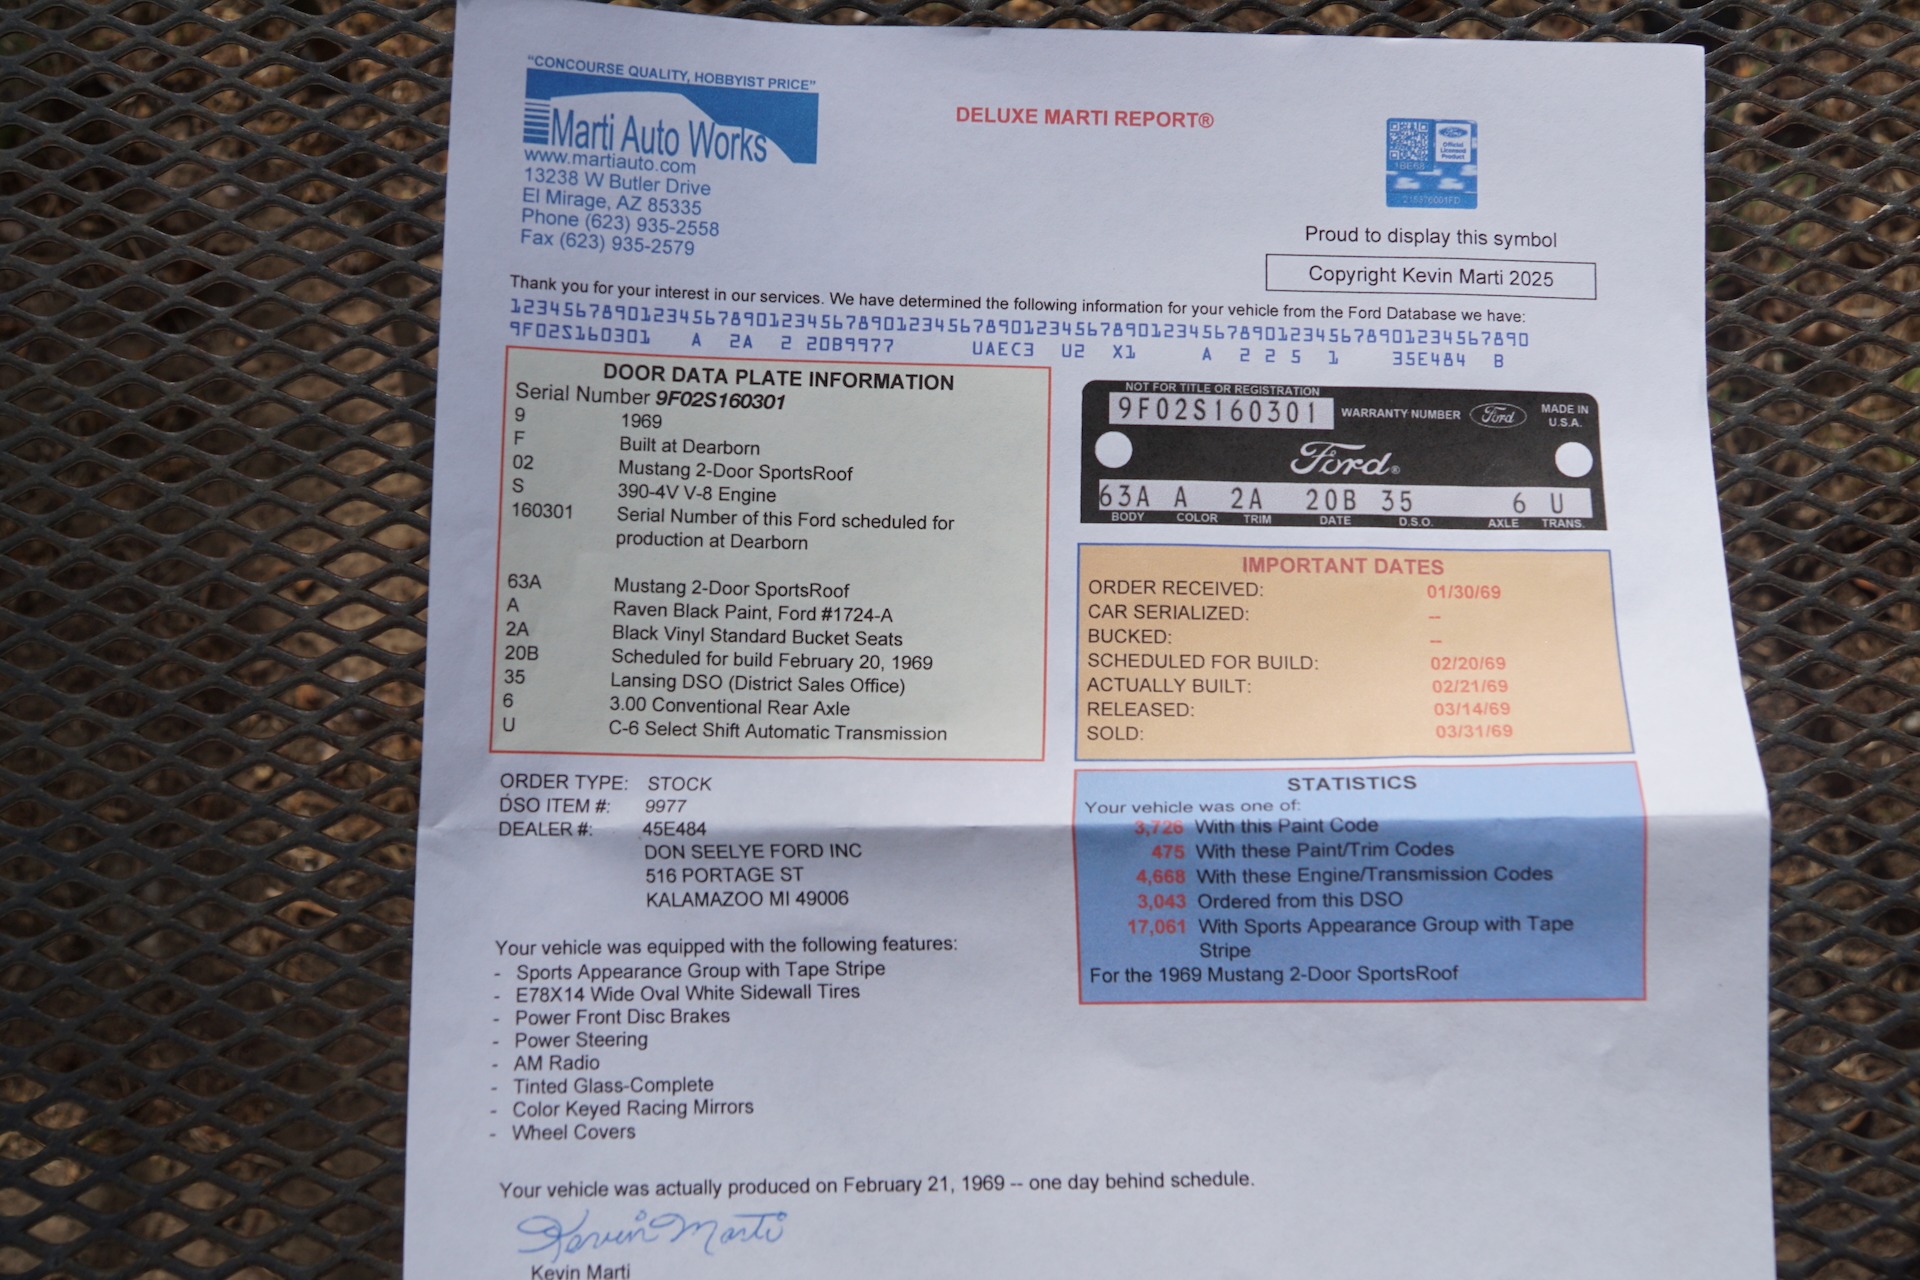 "CONCOURSE QUALITY, HOBBYIST PRICE"
Marti Auto Works
www.martiauto.com
13238 W Butler Drive
El Mirage, AZ 85335
Phone (623) 935-2558
Fax (623) 935-2579
DELUXE MARTI REPORT®
Ford
Official
Licensed
Product
Proud to display this symbol
Copyright Kevin Marti 2025
Thank you for your interest in our services. We have determined the following information for your vehicle from the Ford Database we have:
12345678901234567890123456789012345678901234567890123456789012345678901234567890
9F02S160301 A 2A 2 20B9977 UAEC3 U2 X1 A 2 2 5 1 35E484 B
DOOR DATA PLATE INFORMATION
Serial Number 9F02S160301
9 1969
F Built at Dearborn
02 Mustang 2-Door SportsRoof
S 390-4V V-8 Engine
160301 Serial Number of this Ford scheduled for
production at Dearborn
63A Mustang 2-Door SportsRoof
A Raven Black Paint, Ford #1724-A
2A Black Vinyl Standard Bucket Seats
20B Scheduled for build February 20, 1969
35 Lansing DSO (District Sales Office)
6 3.00 Conventional Rear Axle
U C-6 Select Shift Automatic Transmission
NOT FOR TITLE OR REGISTRATION
9F02S160301 WARRANTY NUMBER Ford MADE IN
U.S.A.
Ford®
63A A 2A 20B 35 6 U
BODY COLOR TRIM DATE D.S.O. AXLE TRANS.
IMPORTANT DATES
ORDER RECEIVED: 01/30/69
CAR SERIALIZED: --
BUCKED: --
SCHEDULED FOR BUILD: 02/20/69
ACTUALLY BUILT: 02/21/69
RELEASED: 03/14/69
SOLD: 03/31/69
ORDER TYPE: STOCK
DSO ITEM #: 9977
DEALER #: 45E484
DON SEELYE FORD INC
516 PORTAGE ST
KALAMAZOO MI 49006
STATISTICS
Your vehicle was one of:
3,726 With this Paint Code
475 With these Paint/Trim Codes
4,668 With these Engine/Transmission Codes
3,043 Ordered from this DSO
17,061 With Sports Appearance Group with Tape
Stripe
For the 1969 Mustang 2-Door SportsRoof
Your vehicle was equipped with the following features:
- Sports Appearance Group with Tape Stripe
- E78X14 Wide Oval White Sidewall Tires
- Power Front Disc Brakes
- Power Steering
- AM Radio
- Tinted Glass-Complete
- Color Keyed Racing Mirrors
- Wheel Covers
Your vehicle was actually produced on February 21, 1969 -- one day behind schedule.
Kevin Marti
Kevin Marti